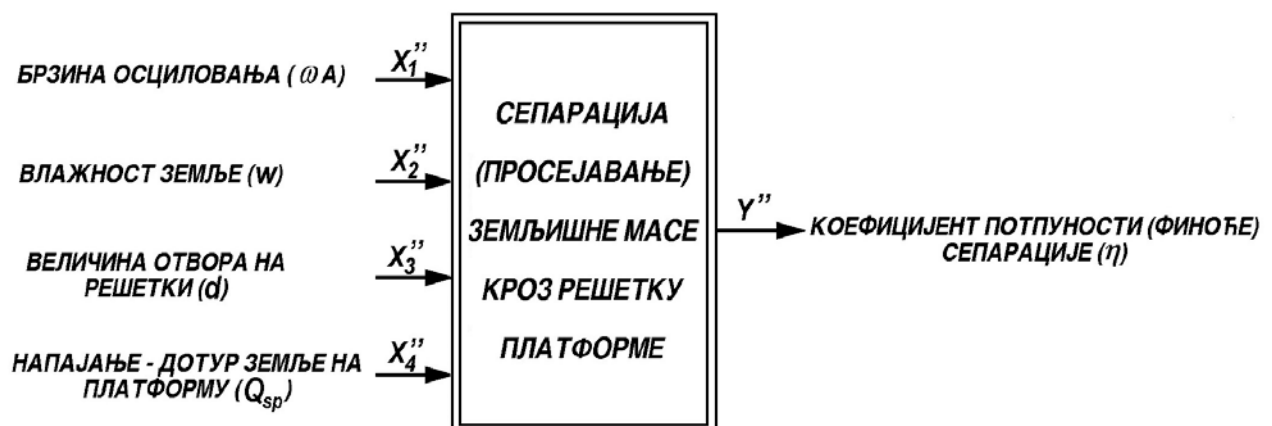 БРЗИНА ОСЦИЛОВАЊА ( ω А)
X₁’’
ВЛАЖНОСТ ЗЕМЉЕ (w)
X₂’’
ВЕЛИЧИНА ОТВОРА НА
РЕШЕТКИ (d)
X₃’’
НАПАЈАЊЕ - ДОТУР ЗЕМЉЕ НА
ПЛАТФОРМУ (Qsp)
X₄’’
СЕПАРАЦИЈА
(ПРОСЕЈАВАЊЕ)
ЗЕМЉИШНЕ МАСЕ
КРОЗ РЕШЕТКУ
ПЛАТФОРМЕ
Y’’
КОЕФИЦИЈЕНТ ПОТПУНОСТИ (ФИНОЋЕ)
СЕПАРАЦИЈЕ (η)